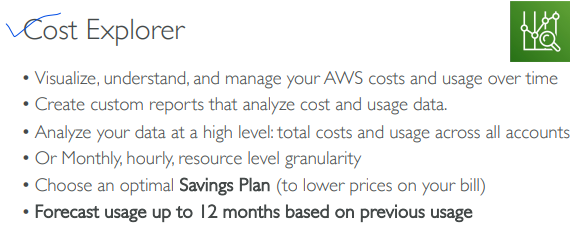 Cost Explorer
• Visualize, understand, and manage your AWS costs and usage over time
• Create custom reports that analyze cost and usage data.
• Analyze your data at a high level: total costs and usage across all accounts
• Or Monthly, hourly, resource level granularity
• Choose an optimal Savings Plan (to lower prices on your bill)
• Forecast usage up to 12 months based on previous usage